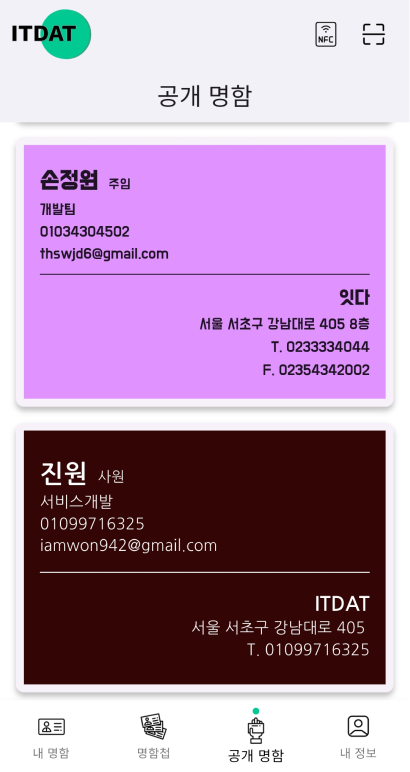 ITDAT
NFC
공개 명함
손정원 주임
개발팀
01034304502
thswjd6@gmail.com
잇다
서울 서초구 강남대로 405 8층
T. 0233334044
F. 02354342002
진원 사원
서비스개발
01099716325
iamwon942@gmail.com
ITDAT
서울 서초구 강남대로 405
T. 01099716325
내 명함
명함첩
공개 명함
내 정보